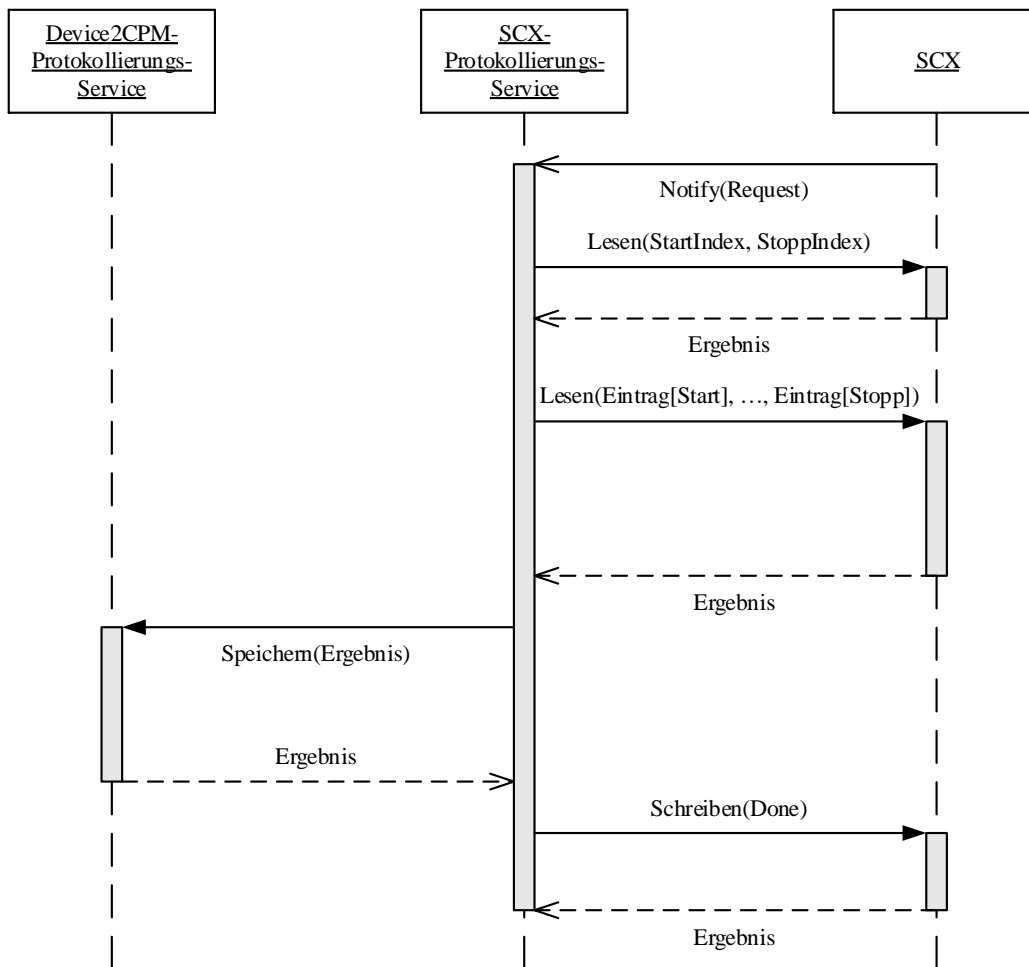 Device2CPM-
Protokollierungs-
Service
SCX-
Protokollierungs-
Service
SCX
Notify(Request)
Lesen(StartIndex, StoppIndex)
Ergebnis
Lesen(Eintrag[Start], …, Eintrag[Stopp])
Ergebnis
Speichern(Ergebnis)
Ergebnis
Schreiben(Done)
Ergebnis